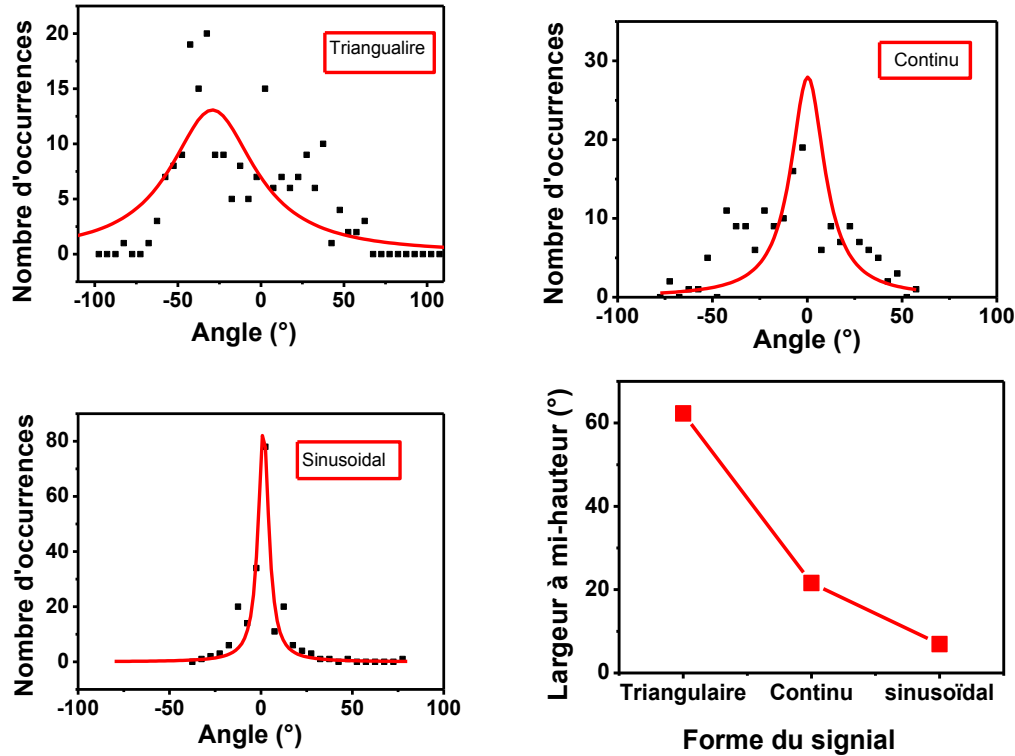 Nombre d'occurrences
20
15
10
5
0
Triangualire
-100 -50 0 50 100
Angle (°)
Nombre d'occurrences
30
20
10
0
Continu
-100 -50 0 50 100
Angle (°)
Nombre d'occurrences
80
60
40
20
0
Sinusoidal
-100 -50 0 50 100
Angle (°)
Largeur à mi-hauteur (°)
60
40
20
0
Triangulaire Continu sinusoïdal
Forme du signial